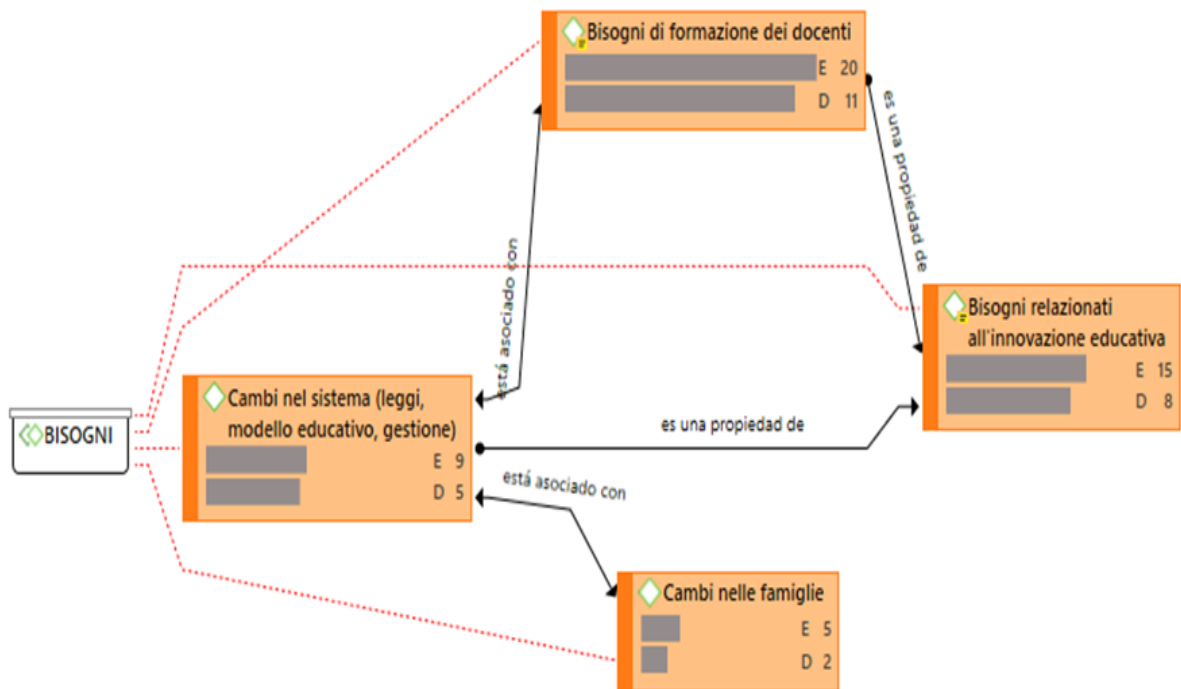 Bisogni di formazione dei docenti
E 20
D 11
es una propiedad de
está asociado con
Bisogni relazionati
all'innovazione educativa
E 15
D 8
Cambi nel sistema (leggi,
modello educativo, gestione)
E 9
D 5
BISOGNI
es una propiedad de
está asociado con
Cambi nelle famiglie
E 5
D 2